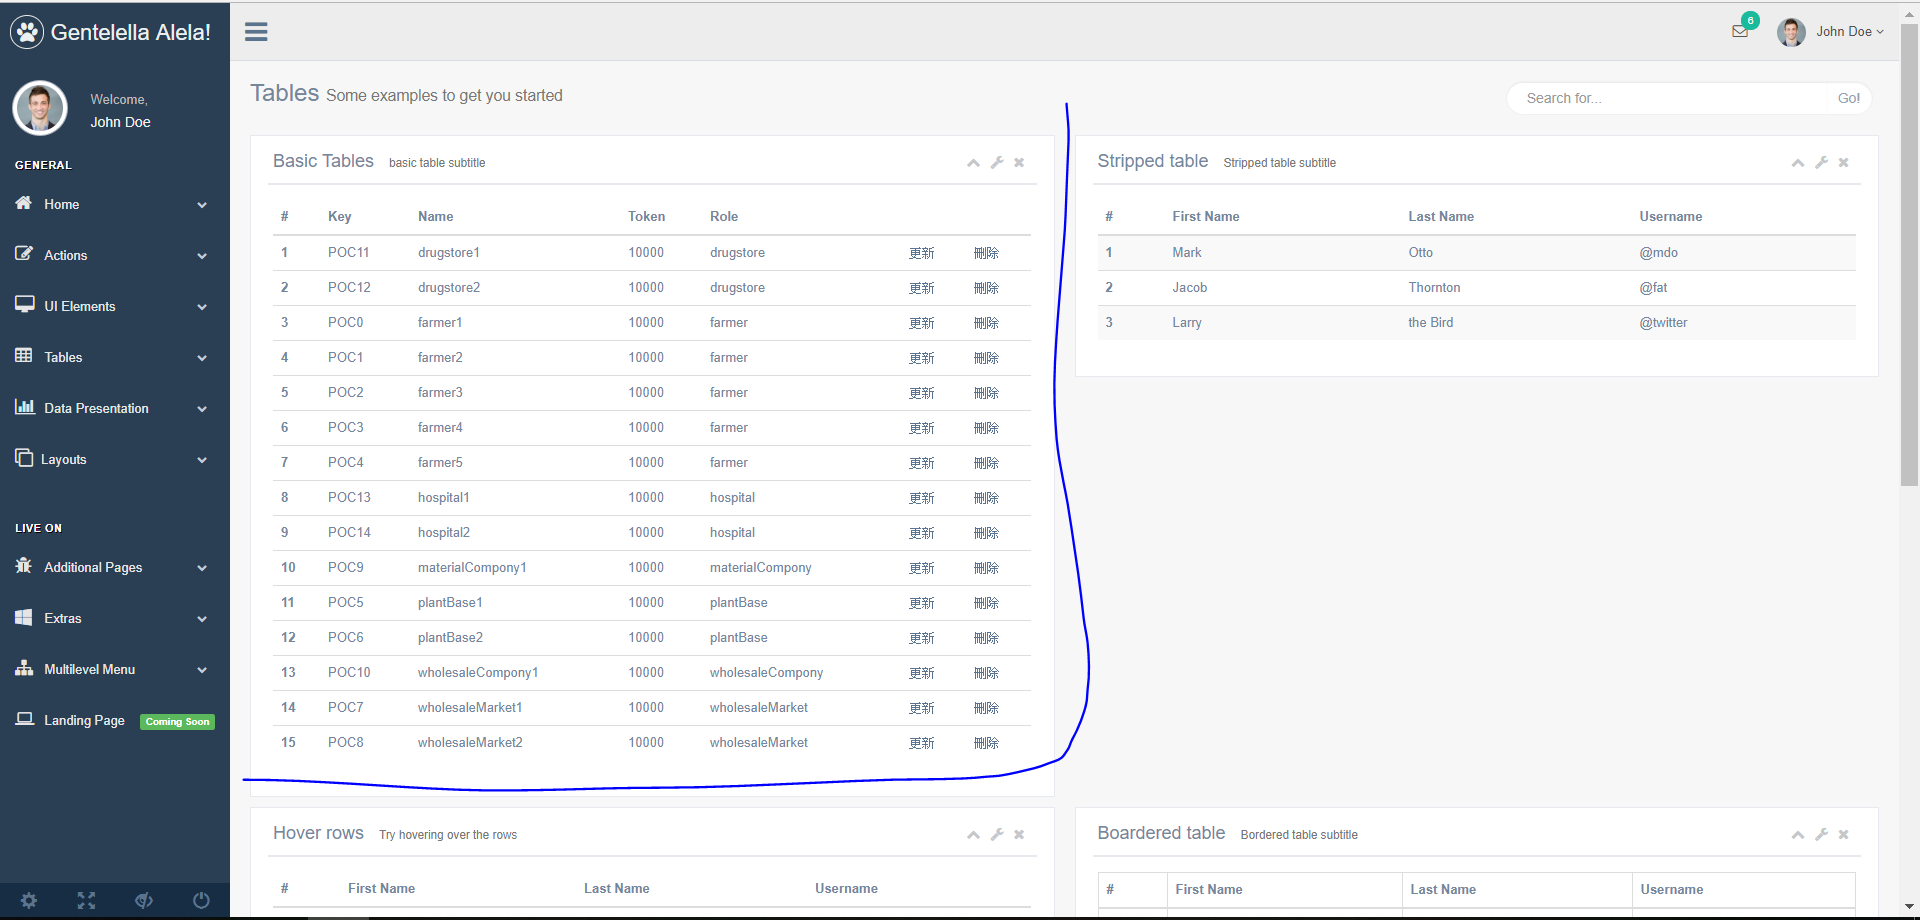 Gentelella Alela!
6
John Doe
Welcome,
John Doe
GENERAL
Home
Actions
UI Elements
Tables
Data Presentation
Layouts
LIVE ON
Additional Pages
Extras
Multilevel Menu
Landing Page Coming Soon
Tables Some examples to get you started
Search for... Go!
Basic Tables basic table subtitle
# Key Name Token Role
1 POC11 drugstore1 10000 drugstore 更新 刪除
2 POC12 drugstore2 10000 drugstore 更新 刪除
3 POC0 farmer1 10000 farmer 更新 刪除
4 POC1 farmer2 10000 farmer 更新 刪除
5 POC2 farmer3 10000 farmer 更新 刪除
6 POC3 farmer4 10000 farmer 更新 刪除
7 POC4 farmer5 10000 farmer 更新 刪除
8 POC13 hospital1 10000 hospital 更新 刪除
9 POC14 hospital2 10000 hospital 更新 刪除
10 POC9 materialCompony1 10000 materialCompony 更新 刪除
11 POC5 plantBase1 10000 plantBase 更新 刪除
12 POC6 plantBase2 10000 plantBase 更新 刪除
13 POC10 wholesaleCompony1 10000 wholesaleCompony 更新 刪除
14 POC7 wholesaleMarket1 10000 wholesaleMarket 更新 刪除
15 POC8 wholesaleMarket2 10000 wholesaleMarket 更新 刪除
Stripped table Stripped table subtitle
# First Name Last Name Username
1 Mark Otto @mdo
2 Jacob Thornton @fat
3 Larry the Bird @twitter
Hover rows Try hovering over the rows
# First Name Last Name Username
Boardered table Bordered table subtitle
# First Name Last Name Username